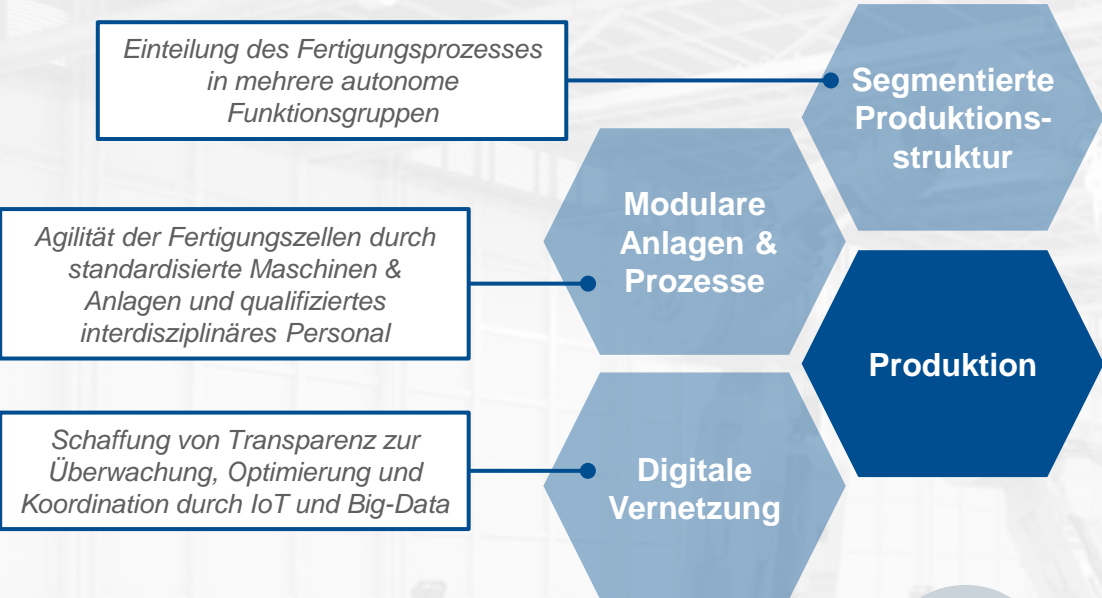 Einteilung des Fertigungsprozesses
in mehrere autonome
Funktionsgruppen
Segmentierte
Produktions-
struktur
Modulare
Anlagen &
Prozesse
Agilität der Fertigungszellen durch
standardisierte Maschinen &
Anlagen und qualifiziertes
interdisziplinäres Personal
Produktion
Schaffung von Transparenz zur
Überwachung, Optimierung und
Koordination durch IoT und Big-Data
Digitale
Vernetzung